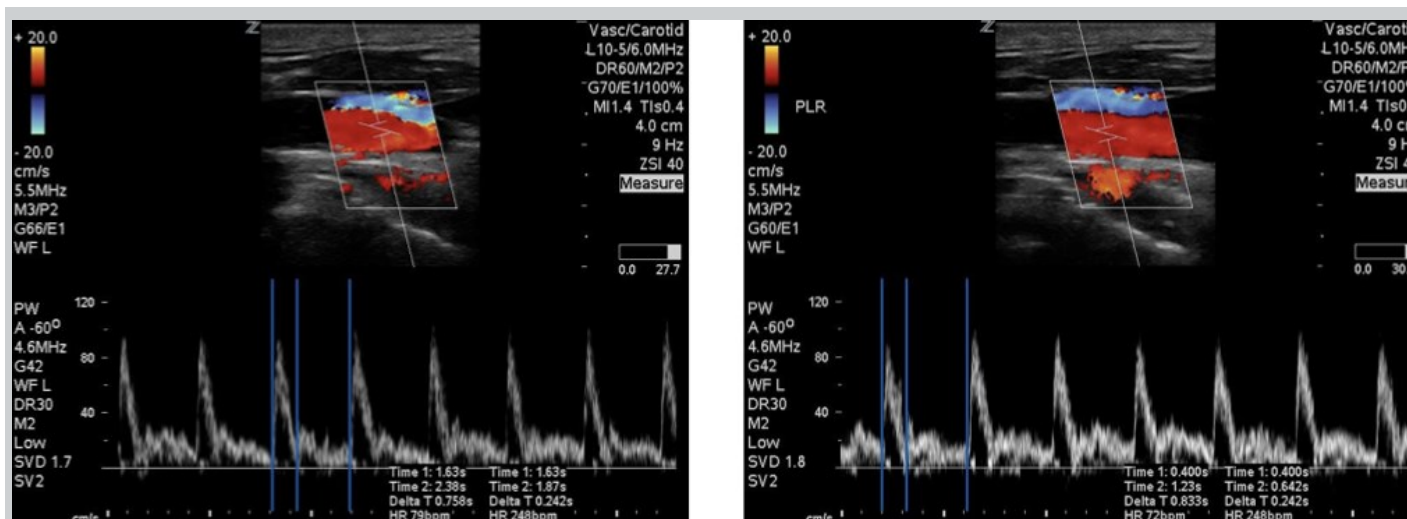 + 20.0
- 20.0
cm/s
5.5MHz
M3/P2
G66/E1
WF L
Z
Vasc/Carotid
L10-5/6.0MHz
DR60/M2/P2
G70/E1/100%
MI1.4 TIs0.4
4.0 cm
9 Hz
ZSI 40
Measure
0.0 27.7
PW
A -60°
4.6MHz
G42
WF L
DR30
M2
Low
SVD 1.7
SV2
120
80
40
cm/s
Time 1: 1.63s Time 1: 1.63s
Time 2: 2.38s Time 2: 1.87s
Delta T 0.758s Delta T 0.242s
HR 79bpm HR 248bpm
+ 20.0
PLR
- 20.0
cm/s
5.5MHz
M3/P2
G60/E1
WF L
Z
Vasc/Caroti
L10-5/6.0MHz
DR60/M2/P
G70/E1/100%
MI1.4 TIs0
4.0 cm
9 H
ZSI 4
Measur
0.0 30
PW
A -60°
4.6MHz
G42
WF L
DR30
M2
Low
SVD 1.8
SV2
120
80
40
cm/s
Time 1: 0.400s Time 1: 0.400s
Time 2: 1.23s Time 2: 0.642s
Delta T 0.833s Delta T 0.242s
HR 72bpm HR 248bpm